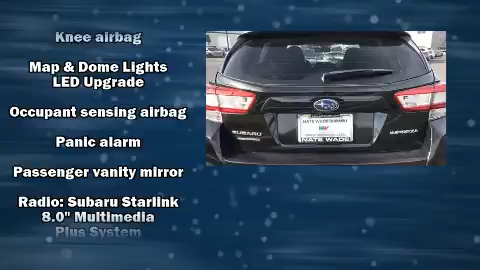 Knee airbag
Map & Dome Lights
LED Upgrade
Occupant sensing airbag
Panic alarm
Passenger vanity mirror
Radio: Subaru Starlink
8.0" Multimedia
Plus System
SUBARU
IMPREZA
NATE WADE SUBARU
NATE WADE